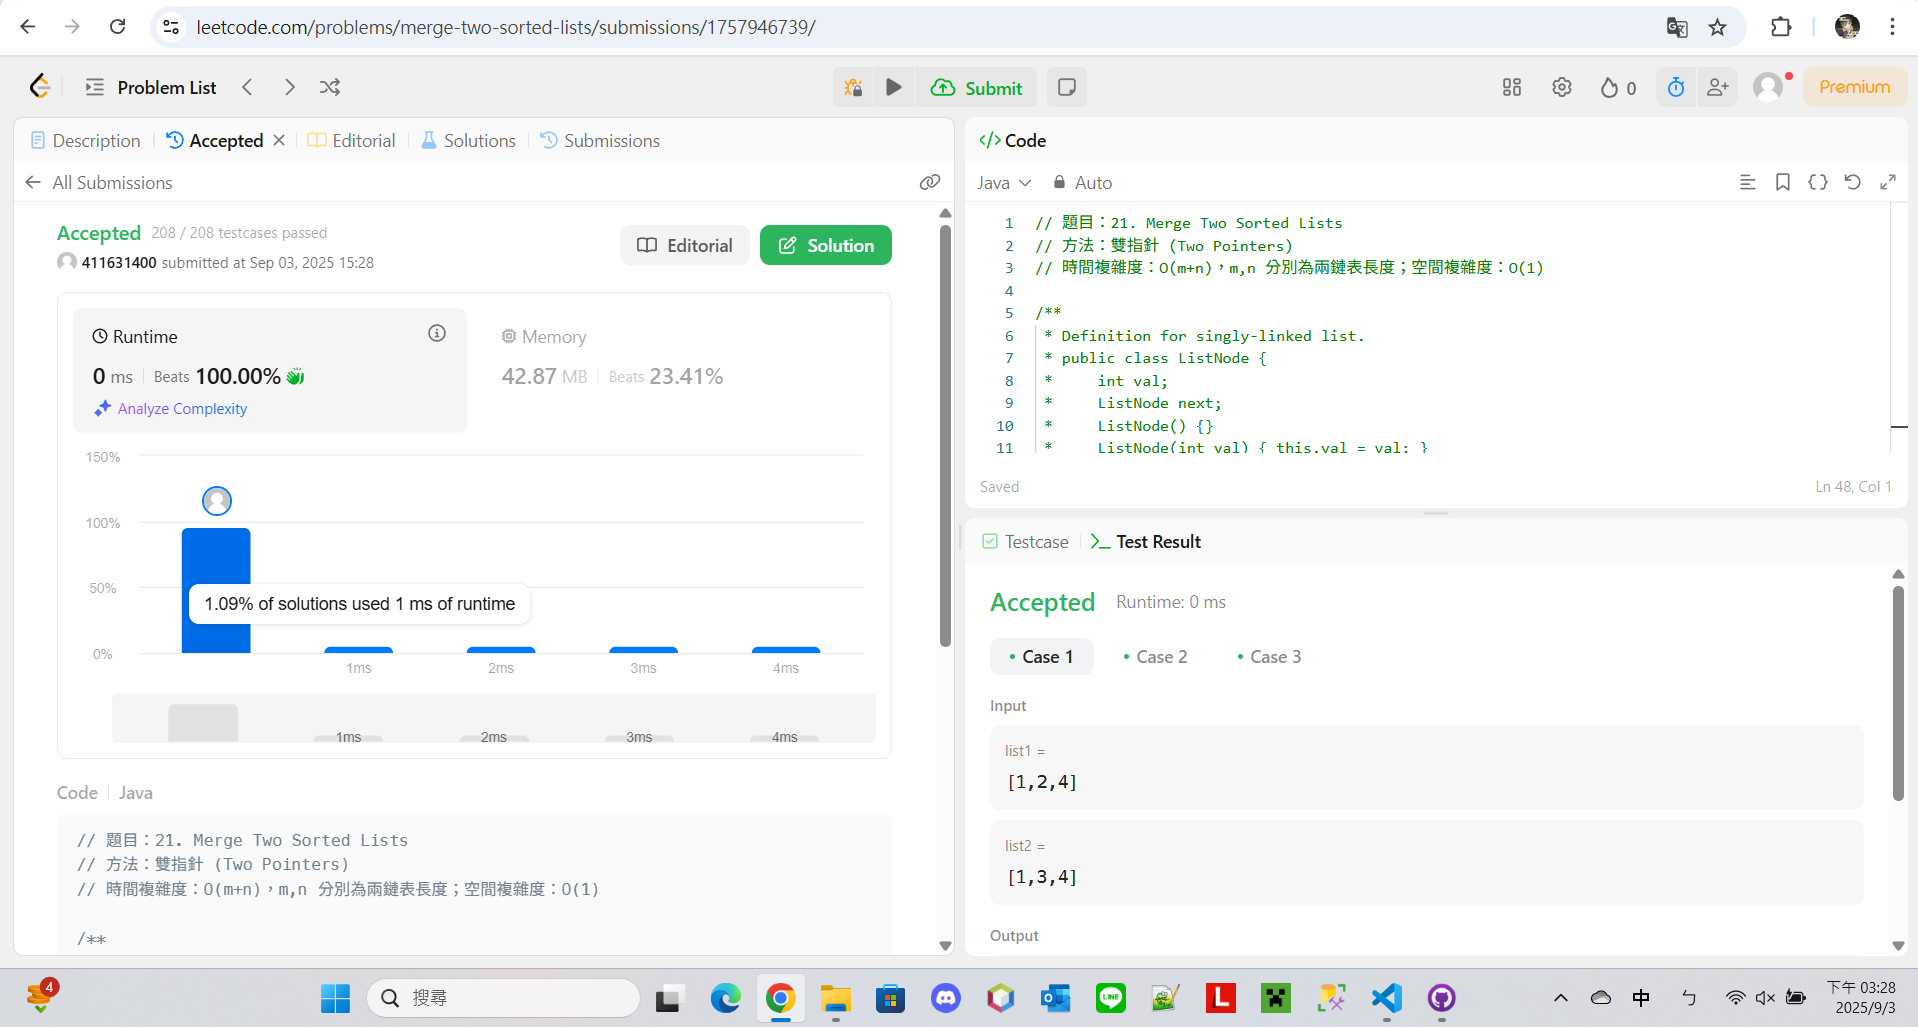 leetcode.com/problems/merge-two-sorted-lists/submissions/1757946739/
Problem List
Submit
0
Premium
Description
Accepted
Editorial
Solutions
Submissions
All Submissions
Accepted 208 / 208 testcases passed
411631400 submitted at Sep 03, 2025 15:28
Editorial
Solution
Runtime
0 ms Beats 100.00%
Analyze Complexity
Memory
42.87 MB Beats 23.41%
150%
100%
50%
0%
1.09% of solutions used 1 ms of runtime
1ms 2ms 3ms 4ms
1ms 2ms 3ms 4ms
Code Java
// 題目：21. Merge Two Sorted Lists
// 方法：雙指針 (Two Pointers)
// 時間複雜度：O(m+n)，m,n 分別為兩鏈表長度；空間複雜度：O(1)
/**
Code
Java Auto
1 // 題目：21. Merge Two Sorted Lists
2 // 方法：雙指針 (Two Pointers)
3 // 時間複雜度：O(m+n)，m,n 分別為兩鏈表長度；空間複雜度：O(1)
4
5 /**
6 * Definition for singly-linked list.
7 * public class ListNode {
8 * int val;
9 * ListNode next;
10 * ListNode() {}
11 * ListNode(int val) { this.val = val; }
Saved
Ln 48, Col 1
Testcase
Test Result
Accepted Runtime: 0 ms
Case 1 Case 2 Case 3
Input
list1 =
[1,2,4]
list2 =
[1,3,4]
Output
4
搜尋
LINE
L
中
ㄅ
下午 03:28
2025/9/3